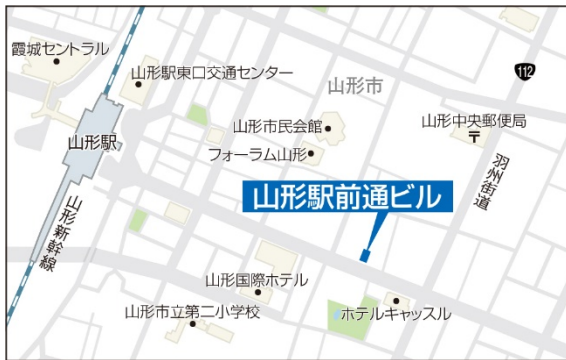 霞城セントラル
山形駅東口交通センター
山形市
112
山形市民会館
山形中央郵便局
山形駅
フォーラム山形
羽州街道
山形駅前通ビル
山形新幹線
山形国際ホテル
ホテルキャッスル
山形市立第二小学校